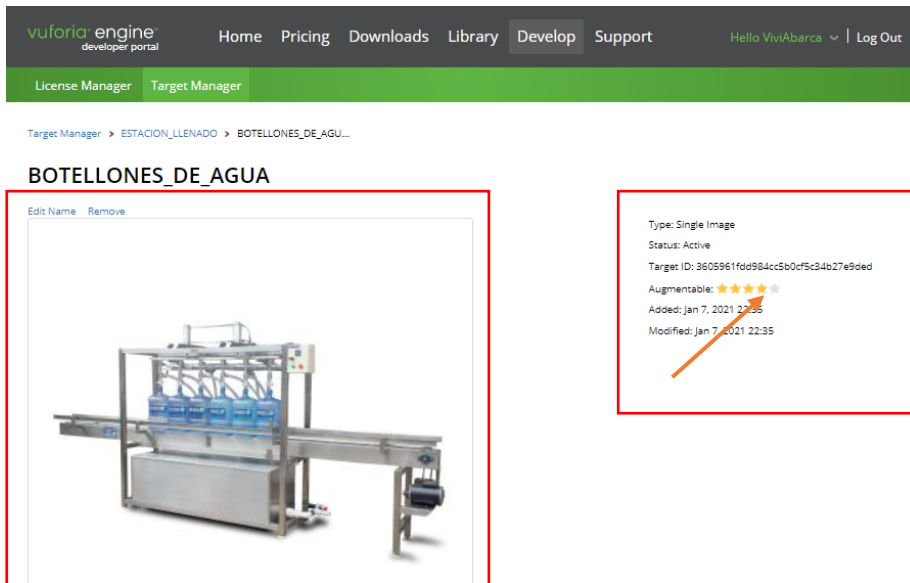 vuforia engine
developer portal
Home Pricing Downloads Library Develop Support
Hello ViviAbarca | Log Out
License Manager Target Manager
Target Manager > ESTACION_LLENADO > BOTELLONES_DE_AGU...
BOTELLONES_DE_AGUA
Edit Name Remove
Type: Single Image
Status: Active
Target ID: 3605961fdd984cc5b0cf5c34b27e9ded
Augmentable:
Added: Jan 7, 2021 22:35
Modified: Jan 7, 2021 22:35